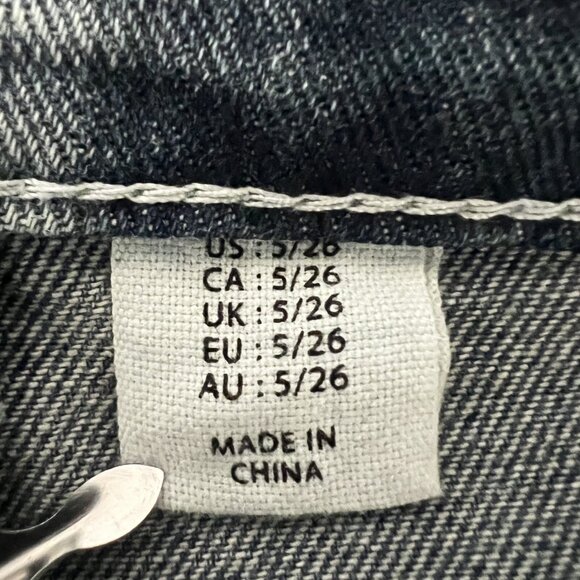 US : 5/26
CA : 5/26
UK : 5/26
EU : 5/26
AU : 5/26
MADE IN
CHINA